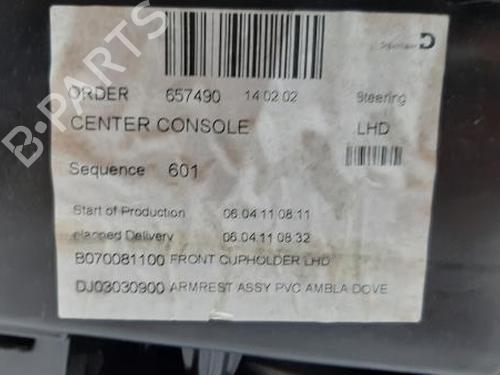 B-PARTS
ORDER 657490 14:02:02 Steering
CENTER CONSOLE LHD
Sequence 601
Start of Production 06.04.11 08:11
planned Delivery 06.04.11 08:32
B070081100 FRONT CUPHOLDER LHD
DJ03030900 ARMREST ASSY PVC AMBLA DOVE